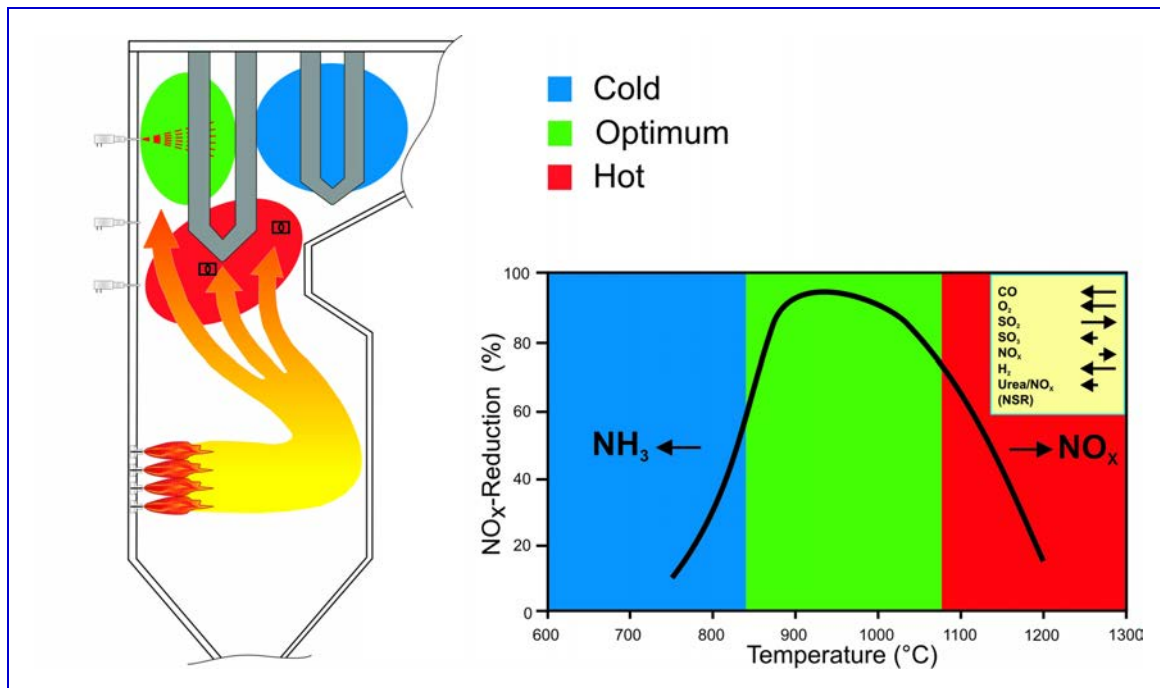 Cold
Optimum
Hot
100
80
60
40
20
0
NOX-Reduction (%)
CO
O2
SO2
SO3
NOX
H2
Urea/NOX
(NSR)
NH3
NOX
600 700 800 900 1000 1100 1200 1300
Temperature (°C)